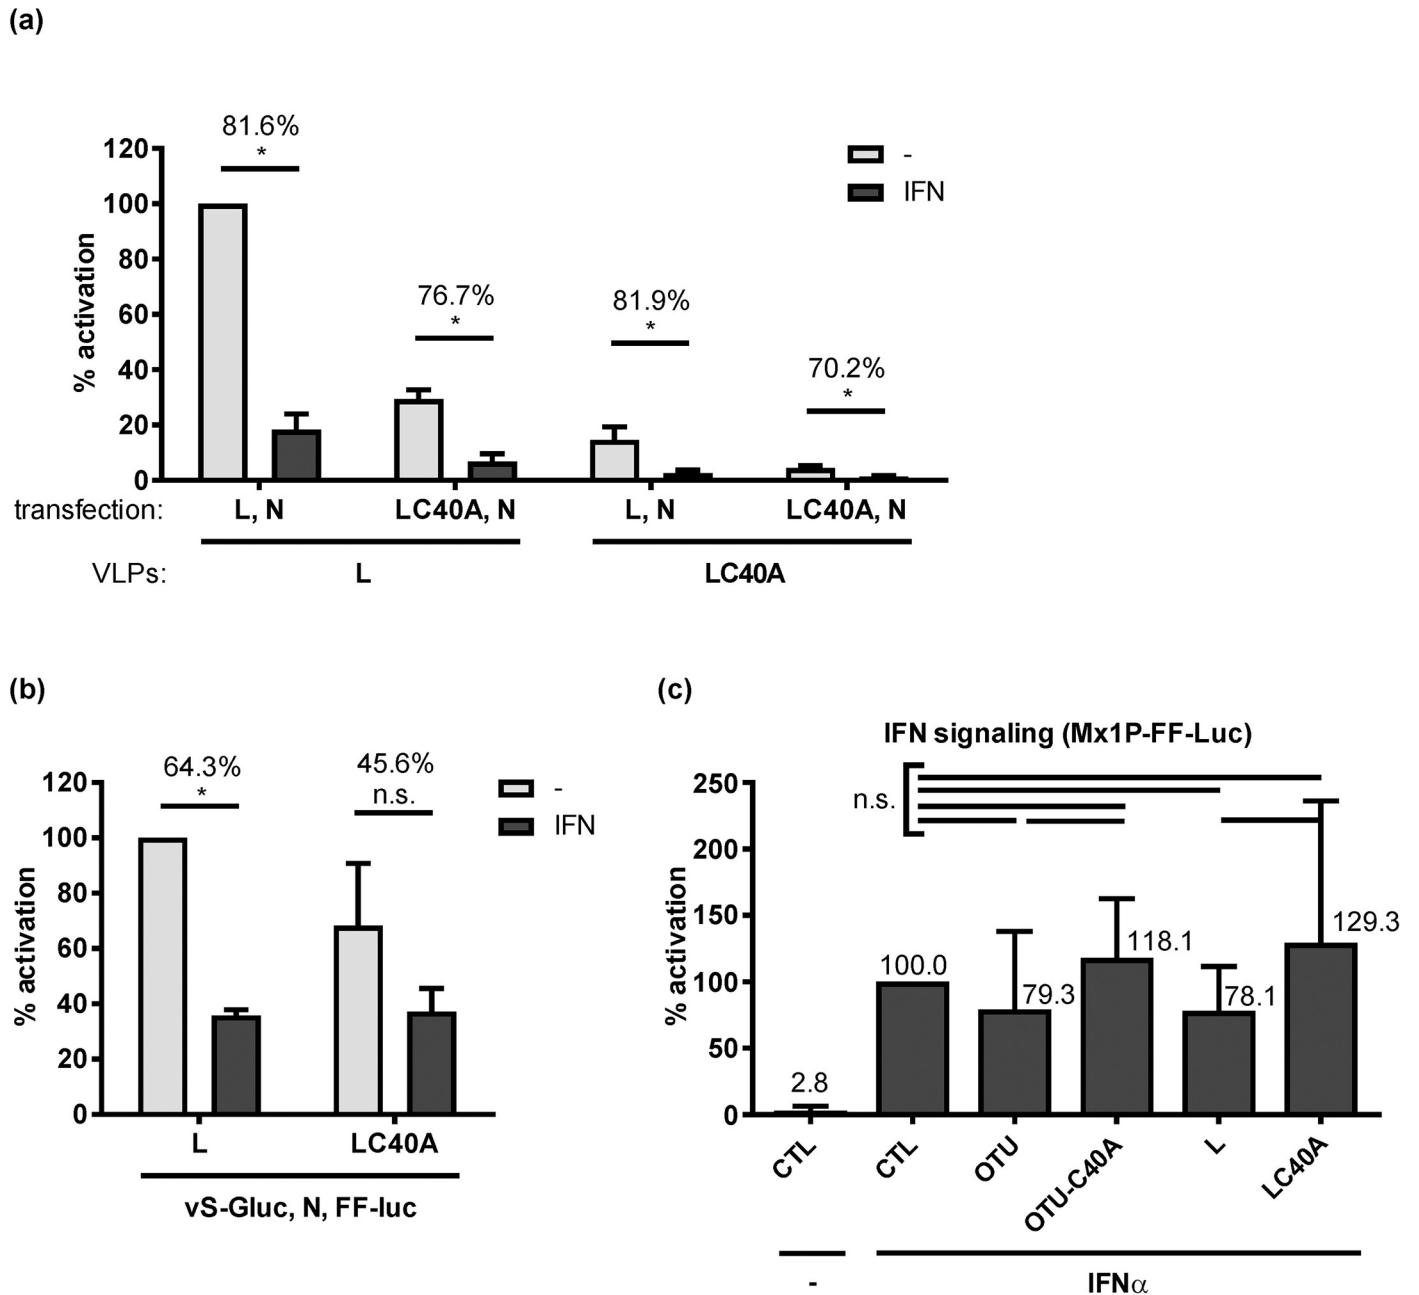 (a)
81.6%
*
76.7%
*
81.9%
*
70.2%
*
-
IFN
% activation
120
100
80
60
40
20
0
transfection: L, N LC40A, N L, N LC40A, N
VLPs: L LC40A
(b)
64.3%
*
45.6%
n.s.
-
IFN
% activation
120
100
80
60
40
20
0
L LC40A
vS-Gluc, N, FF-luc
(c)
IFN signaling (Mx1P-FF-Luc)
n.s.
% activation
250
200
150
100
50
0
2.8
100.0
79.3
118.1
78.1
129.3
CTL CTL OTU OTU-C40A L LC40A
- IFNα